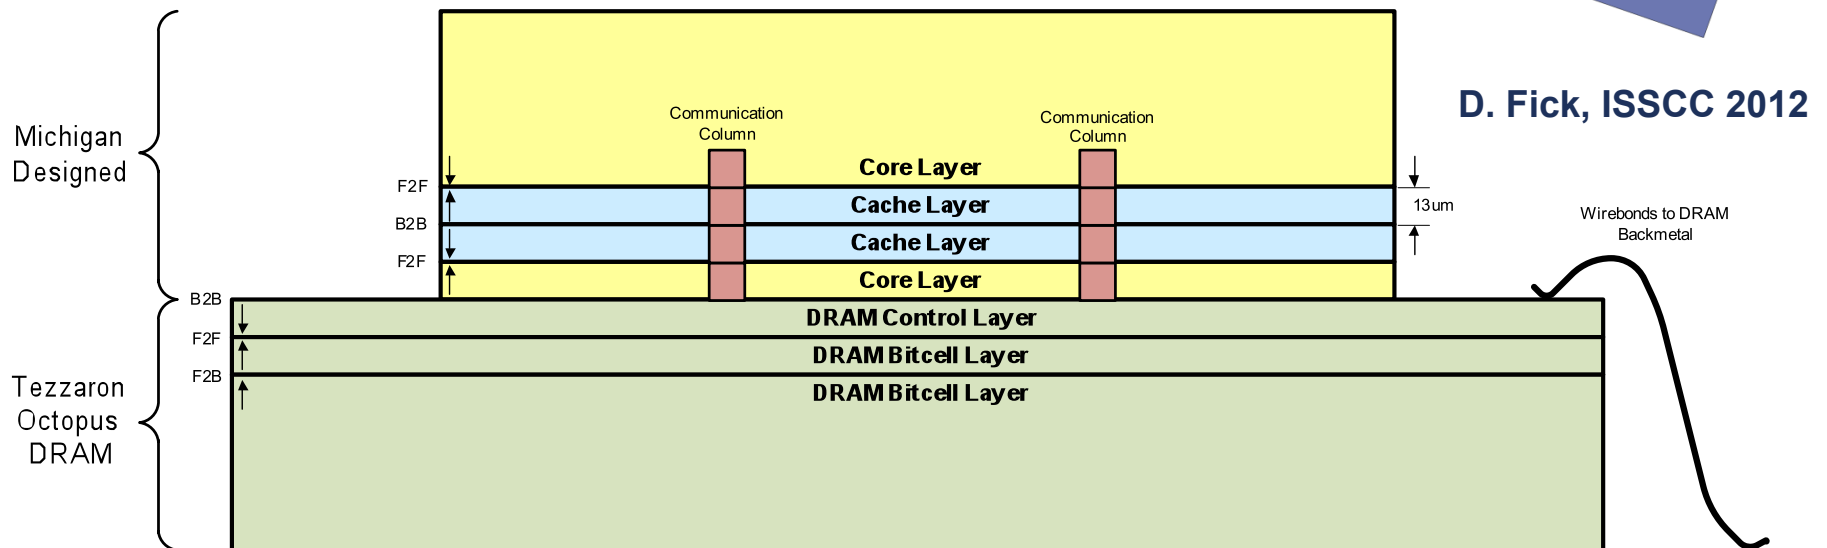 D. Fick, ISSCC 2012
Michigan
Designed
Communication
Column
Communication
Column
Core Layer
F2F
Cache Layer
13um
B2B
Cache Layer
F2F
Core Layer
Wirebonds to DRAM
Backmetal
B2B
DRAM Control Layer
F2F
DRAM Bitcell Layer
F2B
DRAM Bitcell Layer
Tezzaron
Octopus
DRAM